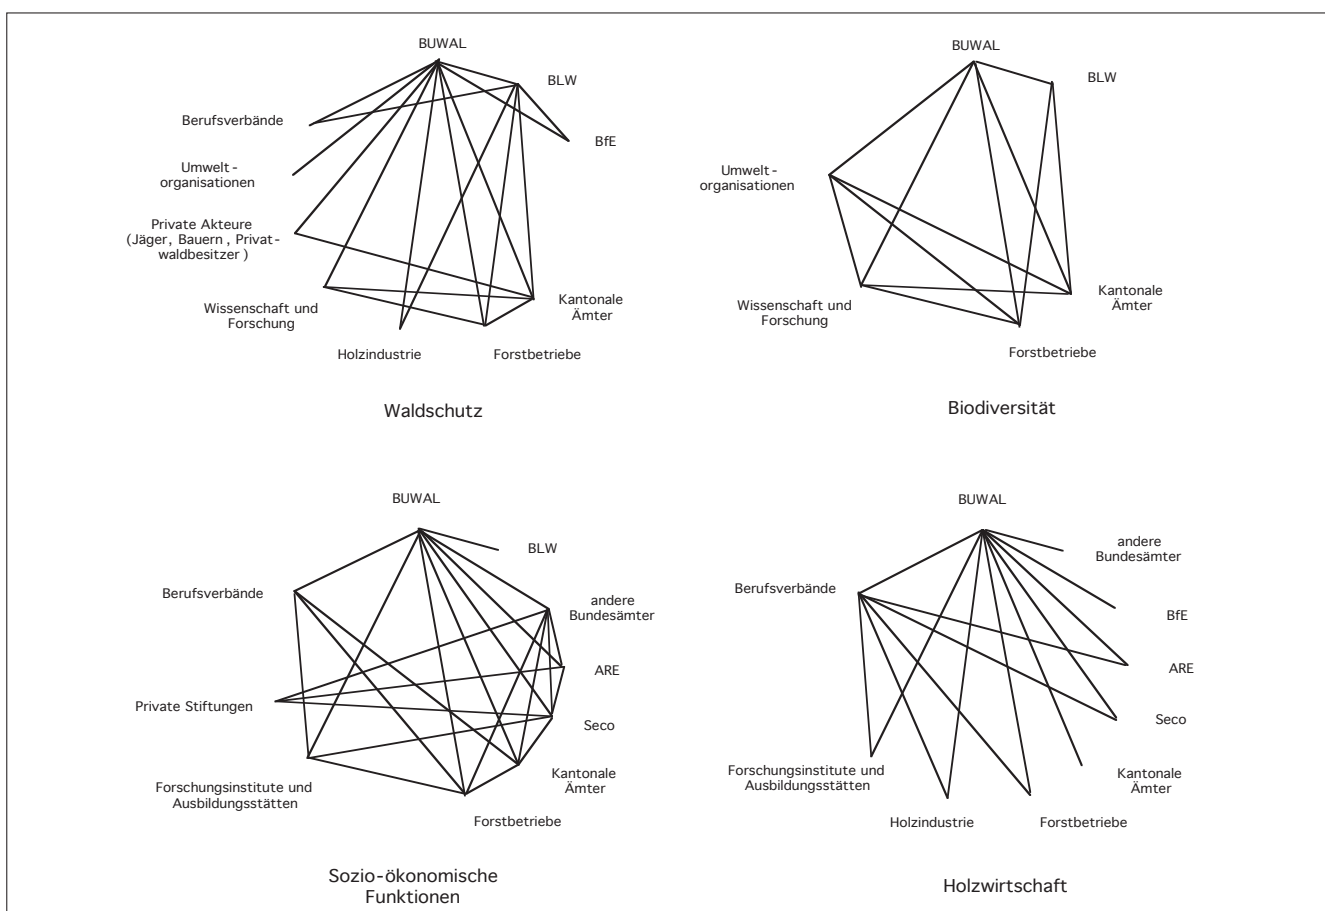 BUWAL
BLW
Berufsverbände
BfE
Umwelt-
organisationen
Private Akteure
(Jäger, Bauern, Privat-
waldbesitzer)
Wissenschaft und
Forschung
Kantonale
Ämter
Holzindustrie
Forstbetriebe
Waldschutz
BUWAL
BLW
Umwelt-
organisationen
Wissenschaft und
Forschung
Kantonale
Ämter
Forstbetriebe
Biodiversität
BUWAL
BLW
Berufsverbände
andere
Bundesämter
ARE
Private Stiftungen
Seco
Forschungsinstitute und
Ausbildungsstätten
Kantonale
Ämter
Forstbetriebe
Sozio-ökonomische
Funktionen
BUWAL
andere
Bundesämter
Berufsverbände
BfE
ARE
Seco
Forschungsinstitute und
Ausbildungsstätten
Kantonale
Ämter
Holzindustrie
Forstbetriebe
Holzwirtschaft